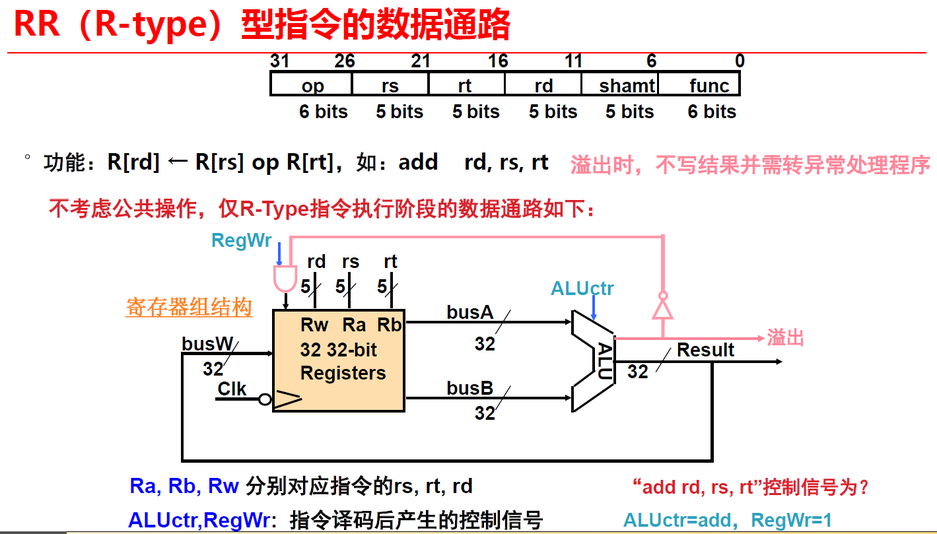 RR（R-type）型指令的数据通路
31 26 21 16 11 6 0
op rs rt rd shamt func
6 bits 5 bits 5 bits 5 bits 5 bits 6 bits
° 功能：R[rd] ← R[rs] op R[rt]，如：add rd, rs, rt 溢出时，不写结果并需转异常处理程序
不考虑公共操作，仅R-Type指令执行阶段的数据通路如下：
RegWr
rd rs rt
5 5 5
ALUctr
寄存器组结构
busA
Rw Ra Rb
32
溢出
busW
32 32-bit
Result
32
Registers
ALU
32
Clk
busB
32
Ra, Rb, Rw 分别对应指令的rs, rt, rd
“add rd, rs, rt”控制信号为？
ALUctr,RegWr：指令译码后产生的控制信号
ALUctr=add，RegWr=1